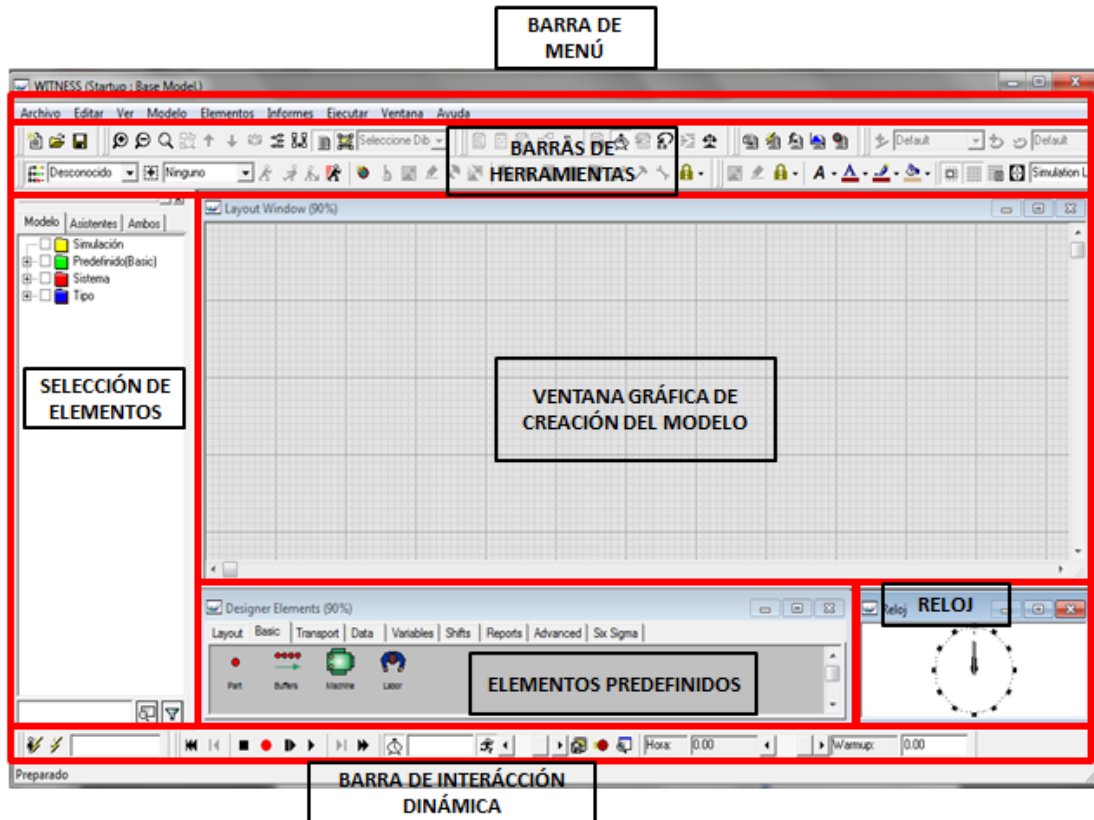 BARRA DE
MENÚ
WITNESS (Startup : Base Model.)
Archivo Editar Ver Modelo Elementos Informes Ejecutar Ventana Ayuda
Seleccione Dib
Default
Default
BARRAS DE
HERRAMIENTAS
Desconocido
Ninguno
Simulation L
Modelo Asistentes Ambos
Simulación
Predefinido(Basic)
Sistema
Tipo
SELECCIÓN DE
ELEMENTOS
Layout Window (90%)
VENTANA GRÁFICA DE
CREACIÓN DEL MODELO
Designer Elements (90%)
Layout Basic Transport Data Variables Shifts Reports Advanced Six Sigma
Part Buffers Machine Labor
ELEMENTOS PREDEFINIDOS
Reloj
RELOJ
Hora: 0.00
Warmup: 0.00
Preparado
BARRA DE INTERÁCCIÓN
DINÁMICA